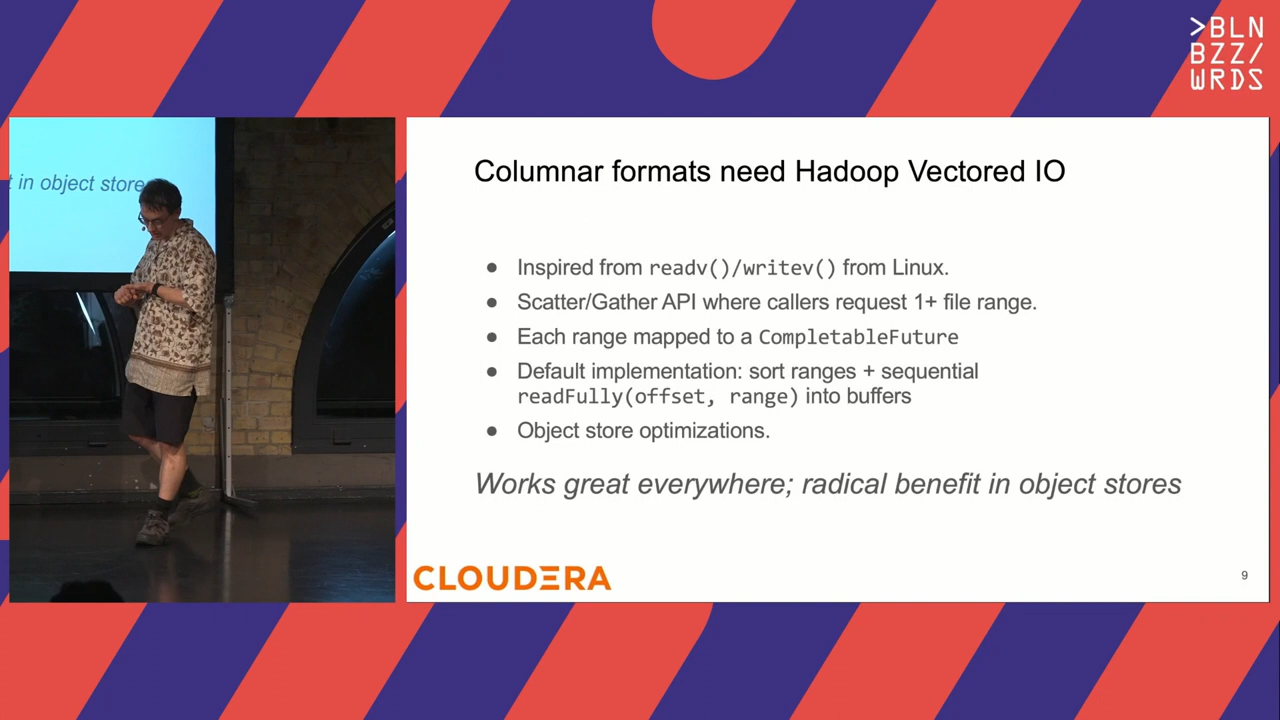 >BLN
BZZ/
WRDS
t in object store
Columnar formats need Hadoop Vectored IO
● Inspired from readv()/writev() from Linux.
● Scatter/Gather API where callers request 1+ file range.
● Each range mapped to a CompletableFuture
● Default implementation: sort ranges + sequential
readFully(offset, range) into buffers
● Object store optimizations.
Works great everywhere; radical benefit in object stores
CLOUDERA
9